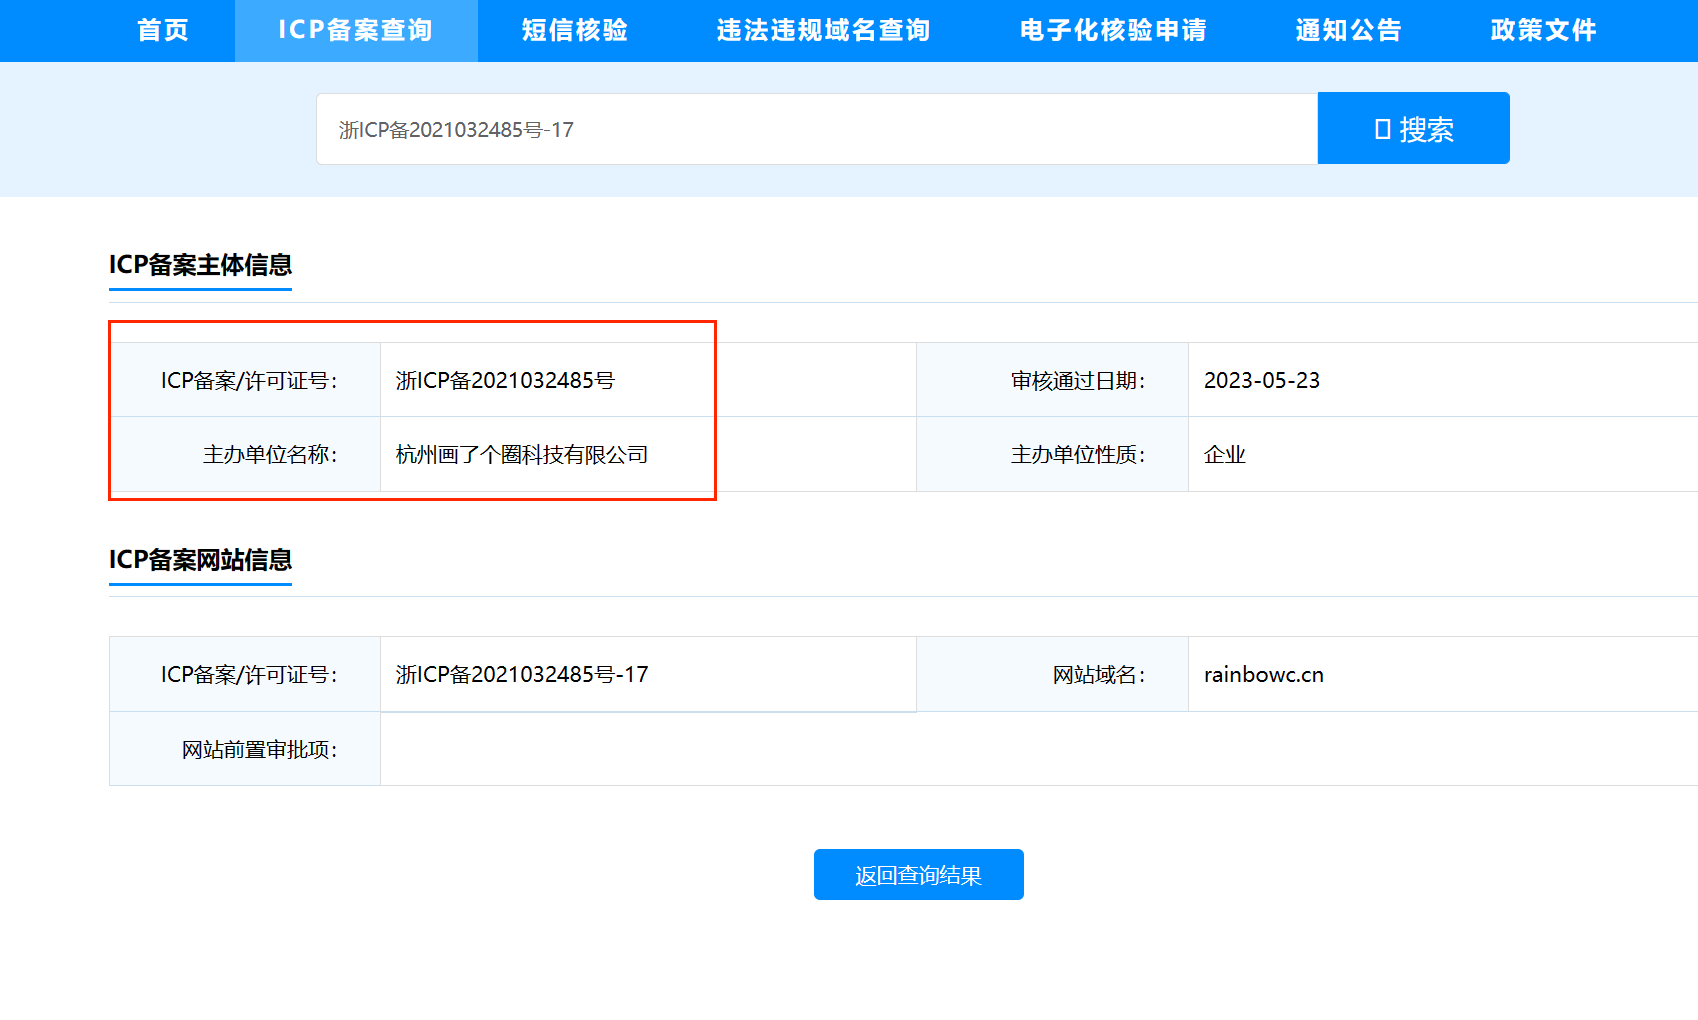 首页 ICP备案查询 短信核验 违法违规域名查询 电子化核验申请 通知公告 政策文件
浙ICP备2021032485号-17 搜索
ICP备案主体信息
ICP备案/许可证号： 浙ICP备2021032485号 审核通过日期： 2023-05-23
主办单位名称： 杭州画了个圈科技有限公司 主办单位性质： 企业
ICP备案网站信息
ICP备案/许可证号： 浙ICP备2021032485号-17 网站域名： rainbowc.cn
网站前置审批项：
返回查询结果